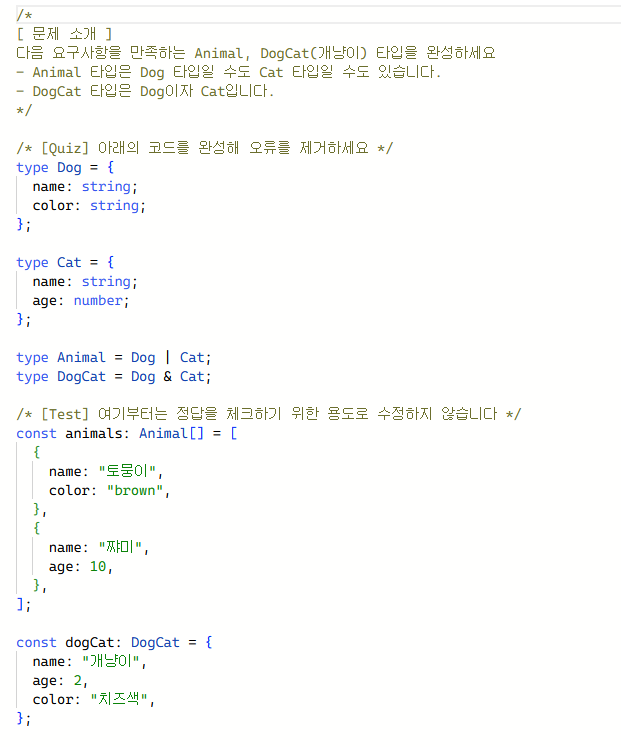 /*
[ 문제 소개 ]
다음 요구사항을 만족하는 Animal, DogCat(개냥이) 타입을 완성하세요
- Animal 타입은 Dog 타입일 수도 Cat 타입일 수도 있습니다.
- DogCat 타입은 Dog이자 Cat입니다.
*/
/* [Quiz] 아래의 코드를 완성해 오류를 제거하세요 */
type Dog = {
  name: string;
  color: string;
};
type Cat = {
  name: string;
  age: number;
};
type Animal = Dog | Cat;
type DogCat = Dog & Cat;
/* [Test] 여기부터는 정답을 체크하기 위한 용도로 수정하지 않습니다 */
const animals: Animal[] = [
  {
    name: "토뭉이",
    color: "brown",
  },
  {
    name: "쨔미",
    age: 10,
  },
];
const dogCat: DogCat = {
  name: "개냥이",
  age: 2,
  color: "치즈색",
};